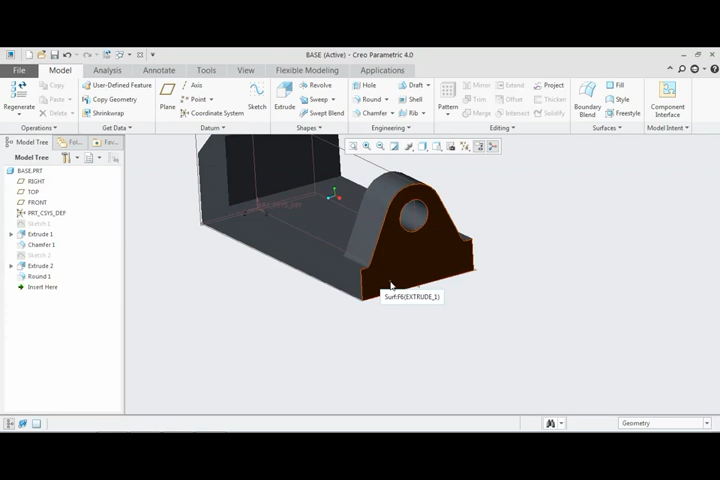 BASE (Active) - Creo Parametric 4.0
File Model Analysis Annotate Tools View Flexible Modeling Applications
Regenerate Copy Paste Delete Operations
User-Defined Feature Copy Geometry Shrinkwrap Get Data
Plane Axis Point Coordinate System Sketch Datum
Extrude Revolve Sweep Swept Blend Shapes
Hole Round Chamfer Draft Shell Rib Engineering
Pattern Mirror Trim Merge Extend Offset Intersect Project Thicken Solidify Editing
Boundary Blend Fill Style Freestyle Surfaces
Component Interface Model Intent
Model Tree Fol... Fav...
Model Tree
BASE.PRT
RIGHT
TOP
FRONT
PRT_CSYS_DEF
Sketch 1
Extrude 1
Chamfer 1
Sketch 2
Extrude 2
Round 1
Insert Here
PRT_CSYS_DEF
Surf:F6(EXTRUDE_1)
Geometry